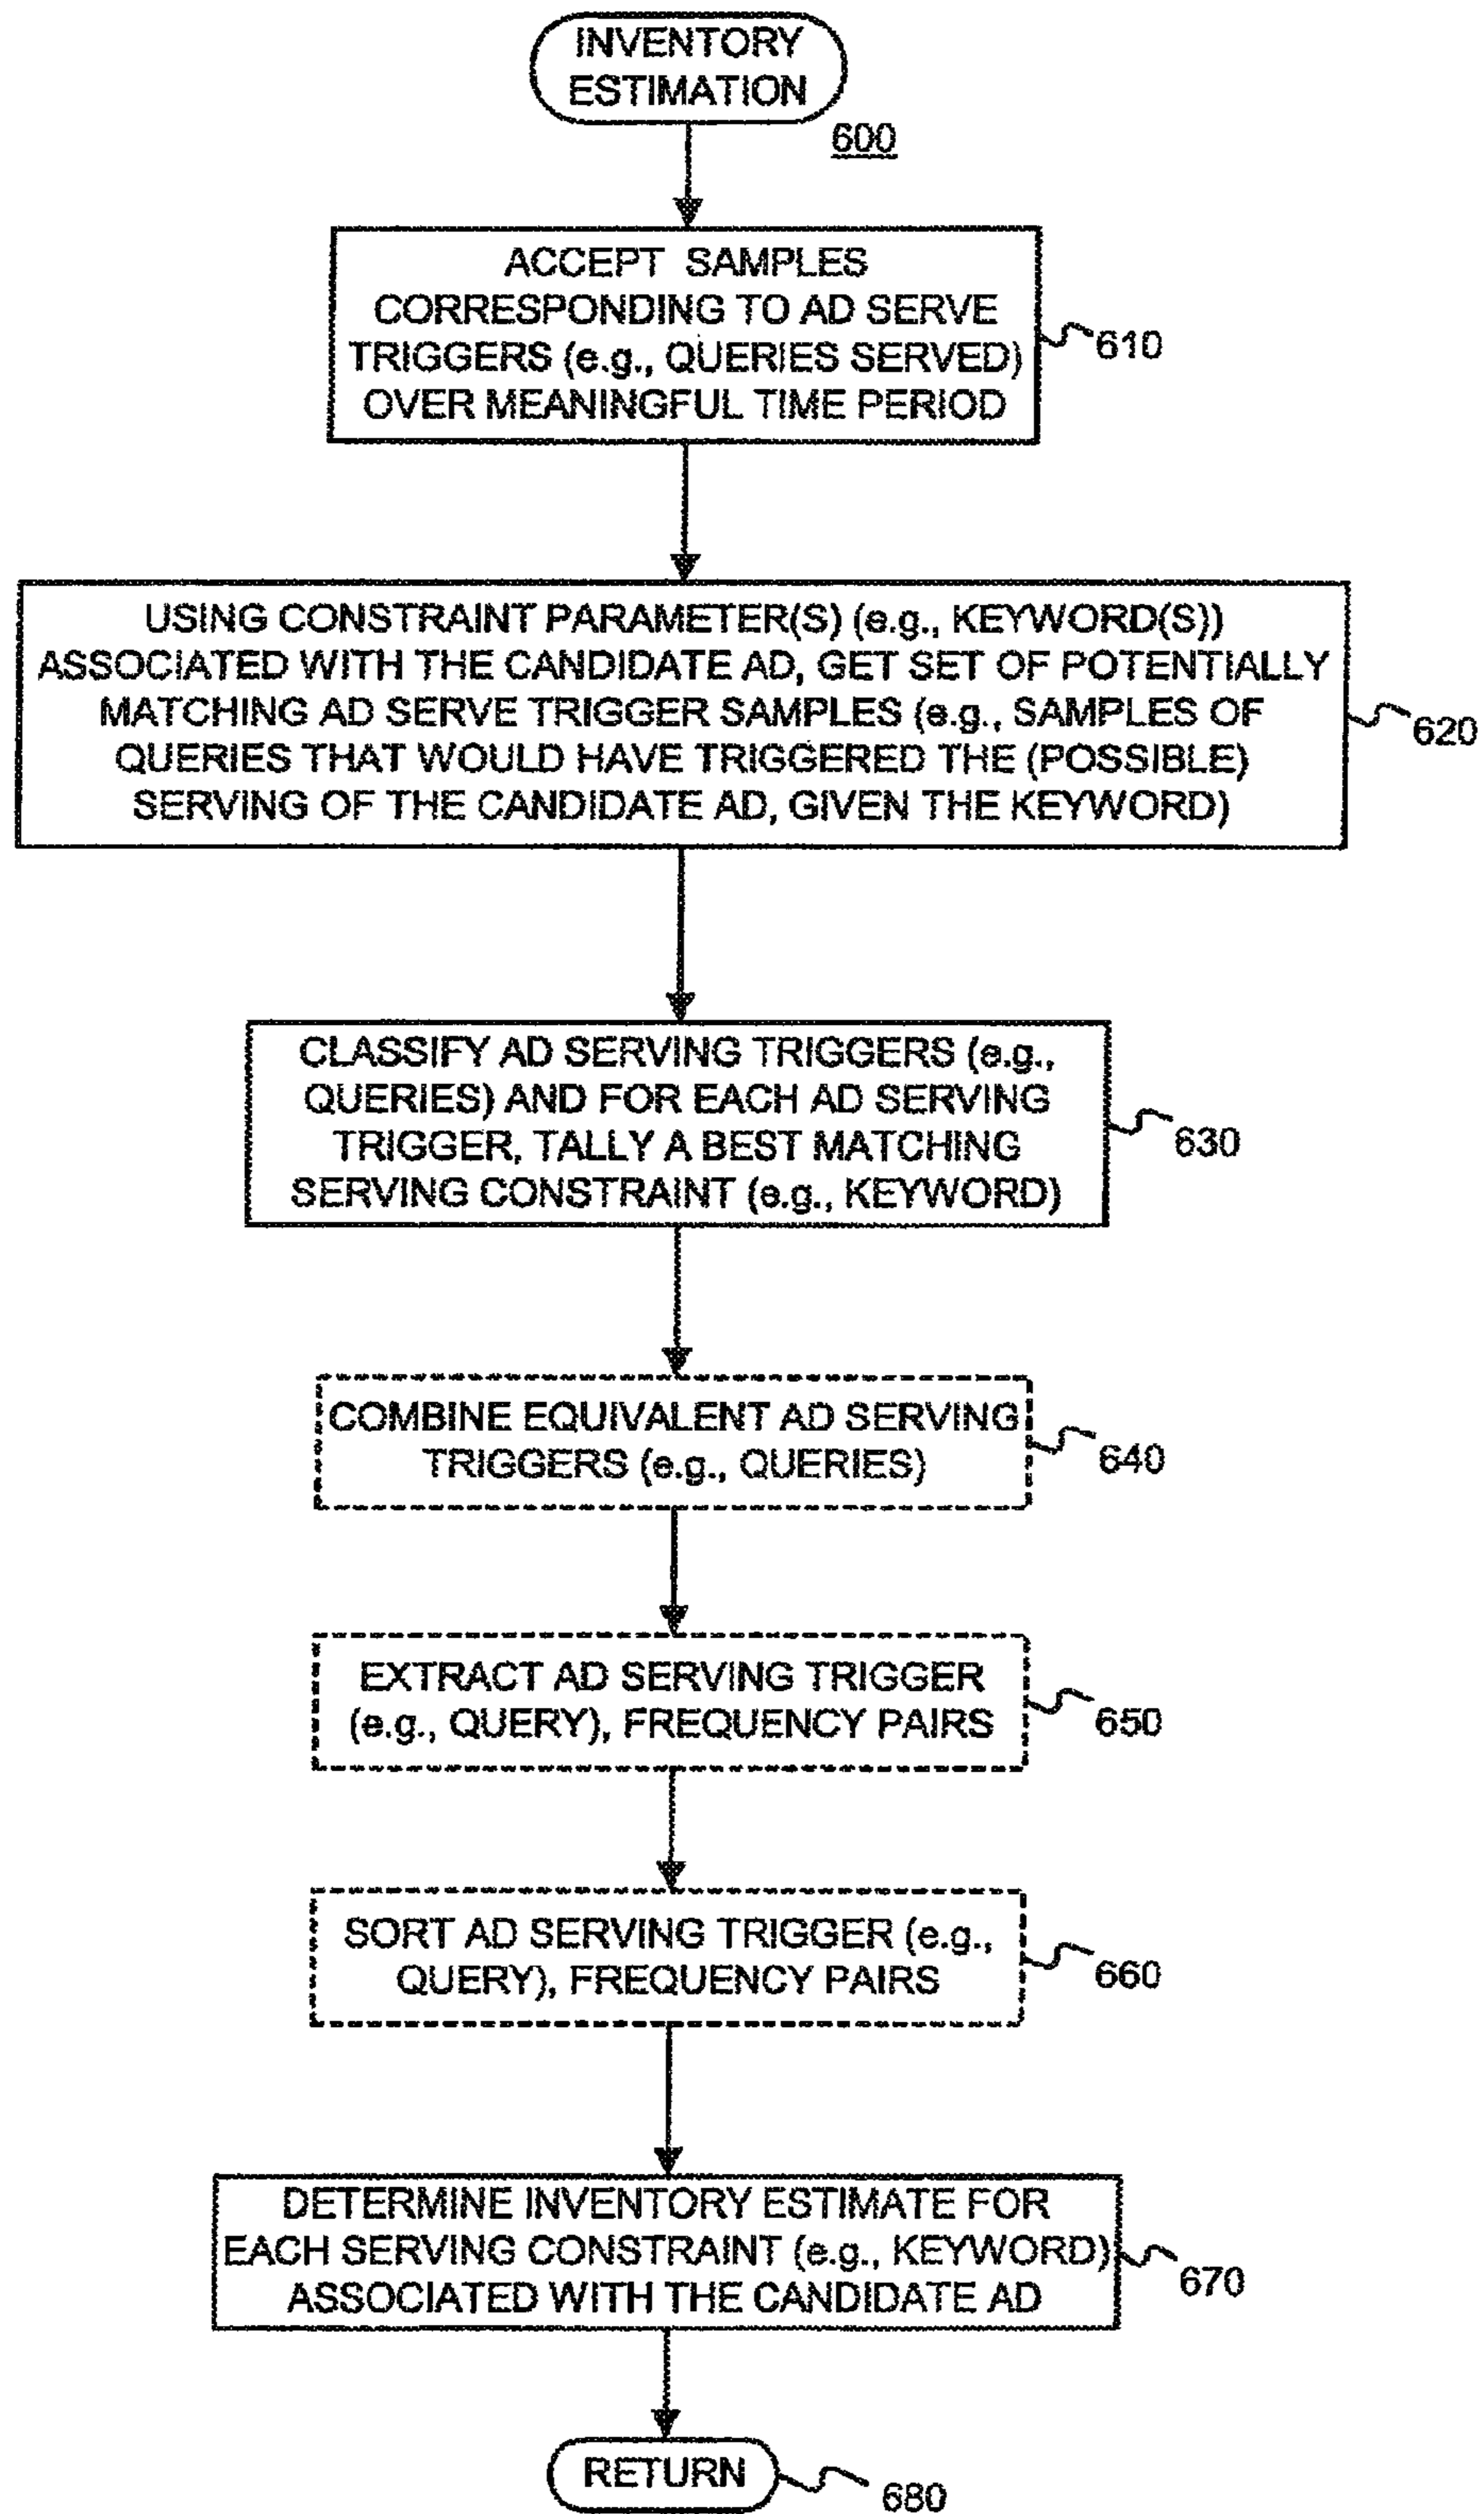 INVENTORY
ESTIMATION
600
ACCEPT SAMPLES
CORRESPONDING TO AD SERVE
TRIGGERS (e.g., QUERIES SERVED)
OVER MEANINGFUL TIME PERIOD
610
USING CONSTRAINT PARAMETER(S) (e.g., KEYWORD(S))
ASSOCIATED WITH THE CANDIDATE AD, GET SET OF POTENTIALLY
MATCHING AD SERVE TRIGGER SAMPLES (e.g., SAMPLES OF
QUERIES THAT WOULD HAVE TRIGGERED THE (POSSIBLE)
SERVING OF THE CANDIDATE AD, GIVEN THE KEYWORD)
620
CLASSIFY AD SERVING TRIGGERS (e.g.,
QUERIES) AND FOR EACH AD SERVING
TRIGGER, TALLY A BEST MATCHING
SERVING CONSTRAINT (e.g., KEYWORD)
630
COMBINE EQUIVALENT AD SERVING
TRIGGERS (e.g., QUERIES)
640
EXTRACT AD SERVING TRIGGER
(e.g., QUERY), FREQUENCY PAIRS
650
SORT AD SERVING TRIGGER (e.g.,
QUERY), FREQUENCY PAIRS
660
DETERMINE INVENTORY ESTIMATE FOR
EACH SERVING CONSTRAINT (e.g., KEYWORD)
ASSOCIATED WITH THE CANDIDATE AD
670
RETURN
680